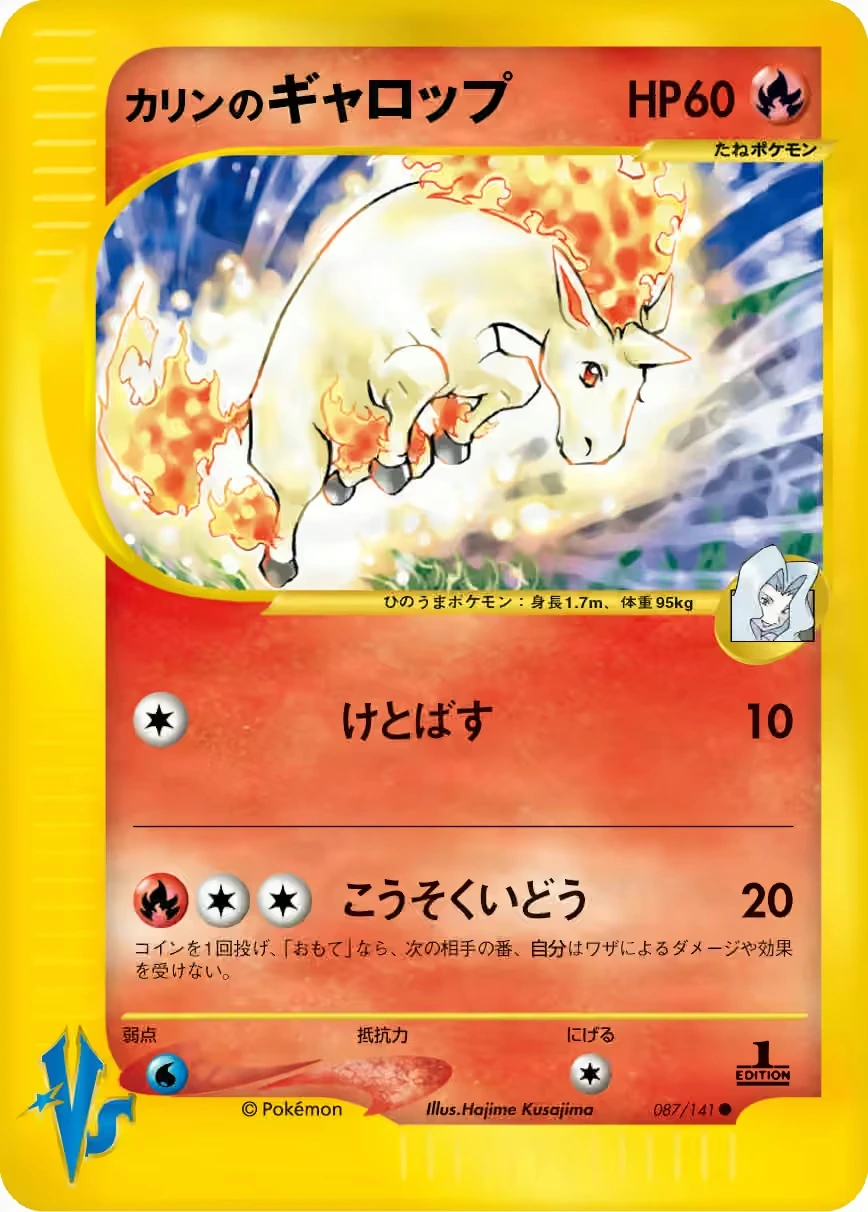 カリンのギャロップ HP60
たねポケモン
ひのうまポケモン：身長1.7m、体重95kg
けとばす 10
こうそくいどう 20
コインを1回投げ、「おもて」なら、次の相手の番、自分はワザによるダメージや効果
を受けない。
弱点 抵抗力 にげる
1
EDITION
VS
© Pokémon Illus.Hajime Kusajima 087/141